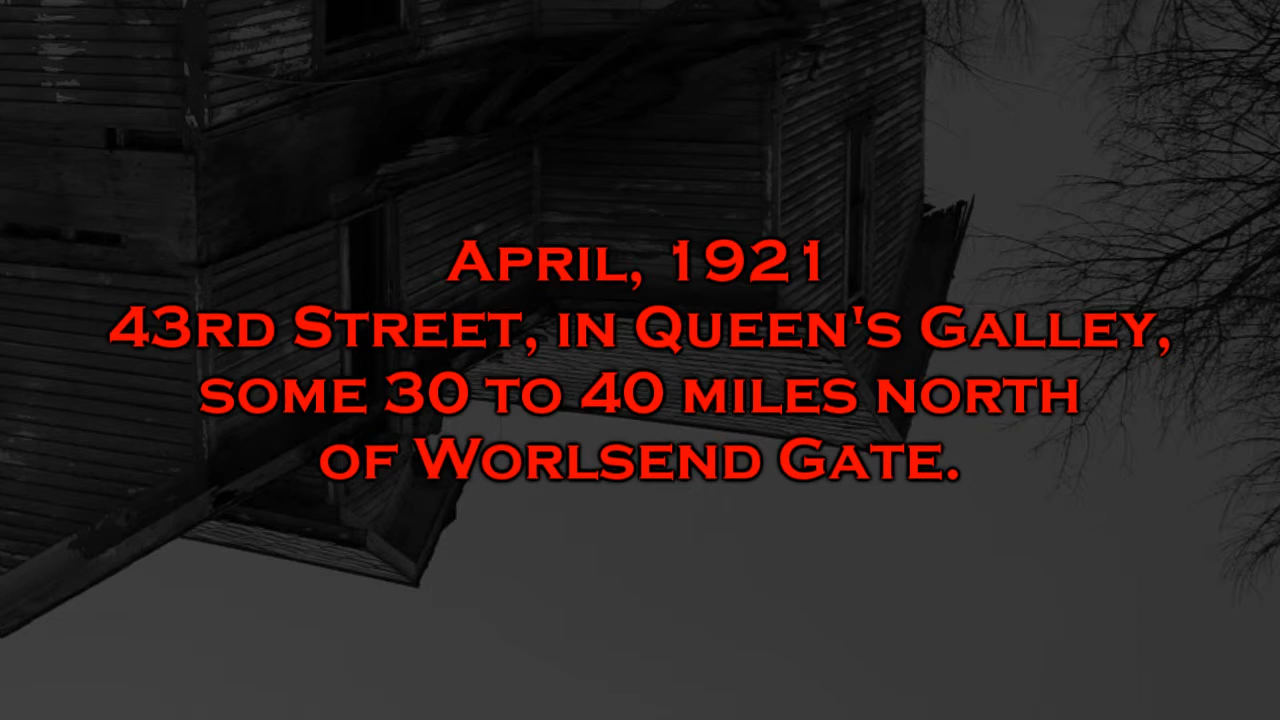 April, 1921
43rd Street, in Queen's Galley,
some 30 to 40 miles north
of Worlsend Gate.